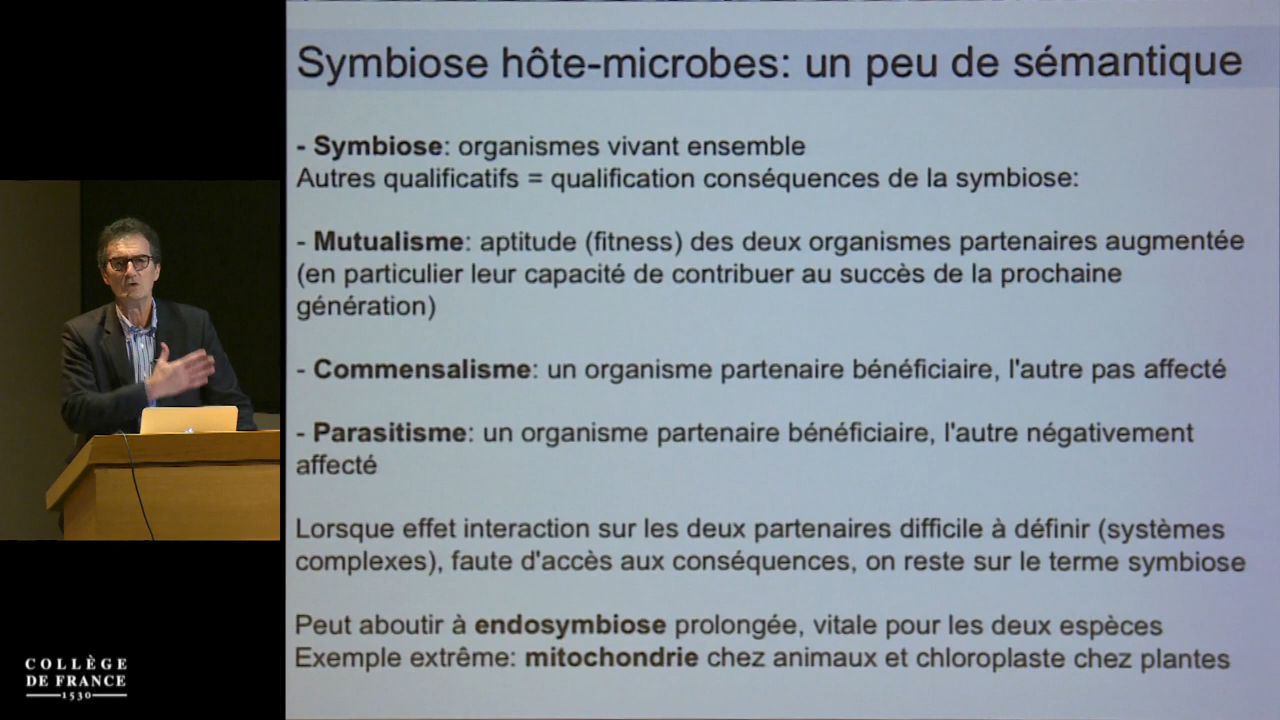 Symbiose hôte-microbes: un peu de sémantique
- Symbiose: organismes vivant ensemble
Autres qualificatifs = qualification conséquences de la symbiose:
- Mutualisme: aptitude (fitness) des deux organismes partenaires augmentée
(en particulier leur capacité de contribuer au succès de la prochaine
génération)
- Commensalisme: un organisme partenaire bénéficiaire, l'autre pas affecté
- Parasitisme: un organisme partenaire bénéficiaire, l'autre négativement
affecté
Lorsque effet interaction sur les deux partenaires difficile à définir (systèmes
complexes), faute d'accès aux conséquences, on reste sur le terme symbiose
Peut aboutir à endosymbiose prolongée, vitale pour les deux espèces
Exemple extrême: mitochondrie chez animaux et chloroplaste chez plantes
COLLÈGE
DE FRANCE
1530